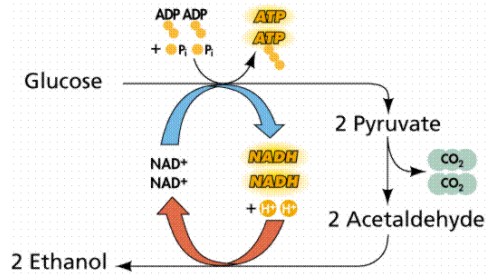 ADP ADP
+ Pi Pi
ATP
ATP
Glucose
2 Pyruvate
NAD+
NAD+
NADH
NADH
+ H+ H+
CO2
CO2
2 Acetaldehyde
2 Ethanol